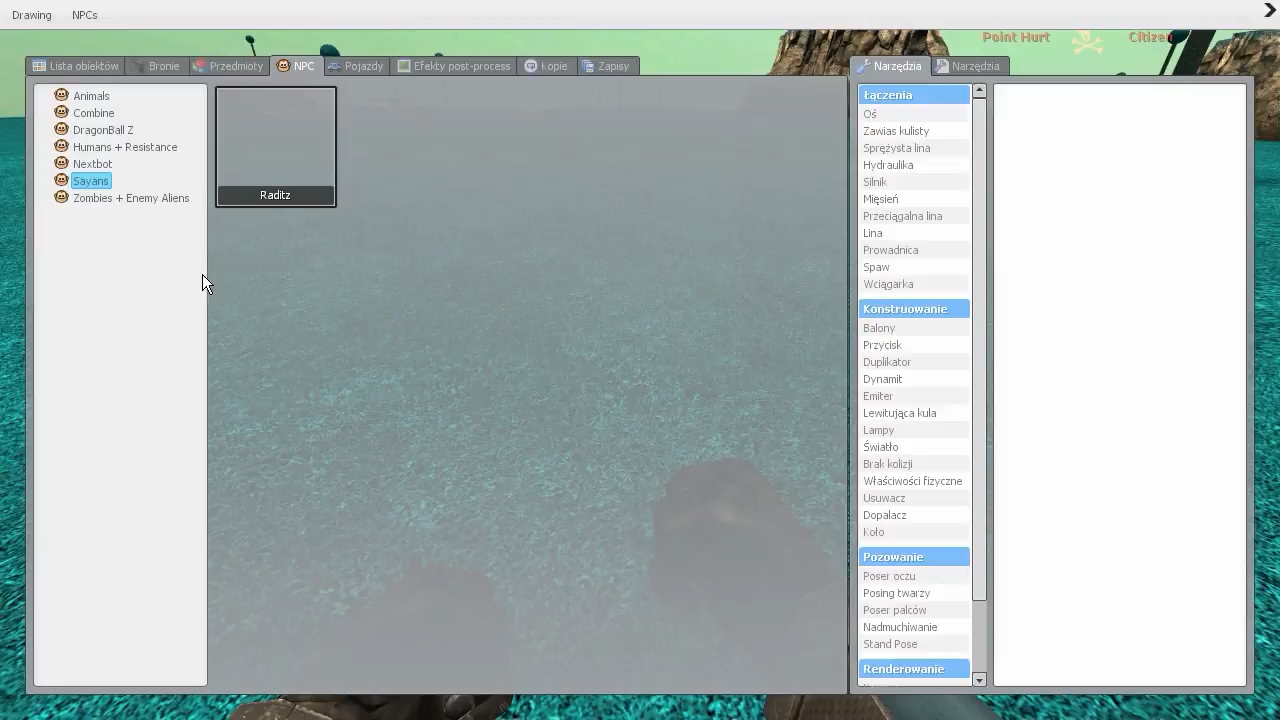 Drawing NPCs
Point Hurt Citizen
Lista obiektów Bronie Przedmioty NPC Pojazdy Efekty post-process Kopie Zapisy
Narzędzia Narzędzia
Animals
Combine
DragonBall Z
Humans + Resistance
Nextbot
Sayans
Zombies + Enemy Aliens
Raditz
Łączenia
Oś
Zawias kulisty
Sprężysta lina
Hydraulika
Silnik
Mięsień
Przeciągalna lina
Lina
Prowadnica
Spaw
Wciągarka
Konstruowanie
Balony
Przycisk
Duplikator
Dynamit
Emiter
Lewitująca kula
Lampy
Światło
Brak kolizji
Właściwości fizyczne
Usuwacz
Dopalacz
Koło
Pozowanie
Poser oczu
Posing twarzy
Poser palców
Nadmuchiwanie
Stand Pose
Renderowanie